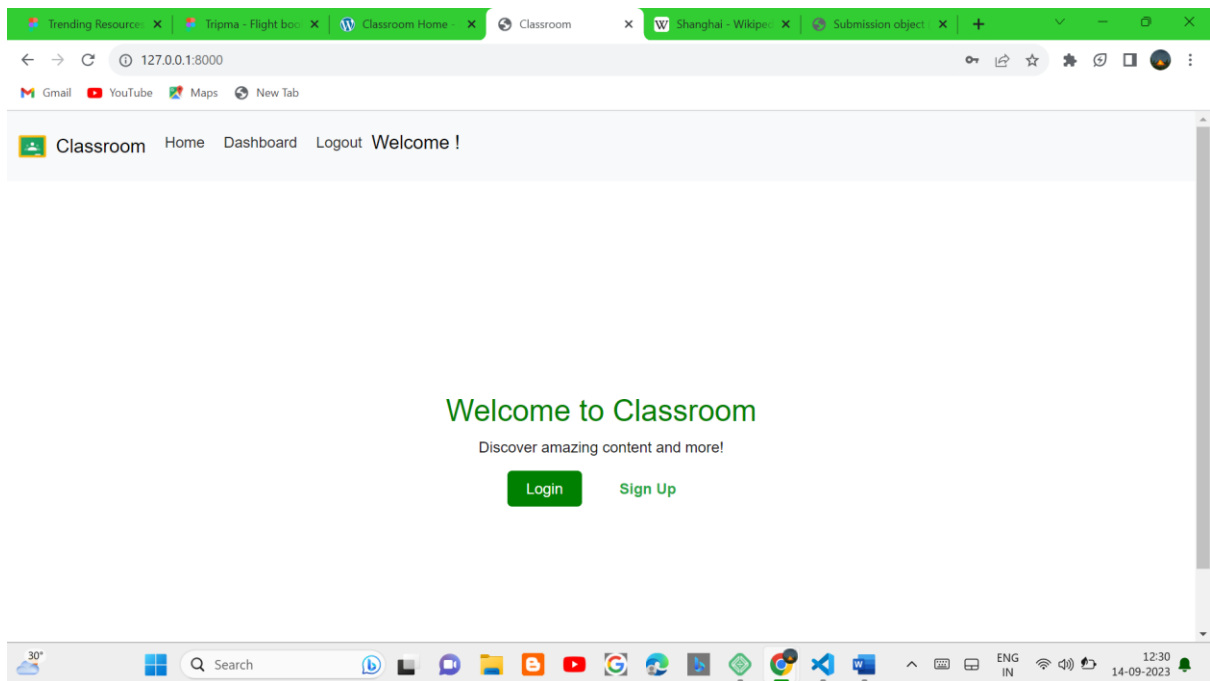 Trending Resources Tripma - Flight boo Classroom Home - Classroom W Shanghai - Wikiped Submission object
127.0.0.1:8000
Gmail YouTube Maps New Tab
Classroom Home Dashboard Logout Welcome !
Welcome to Classroom
Discover amazing content and more!
Login Sign Up
30° Search ENG 12:30
IN 14-09-2023